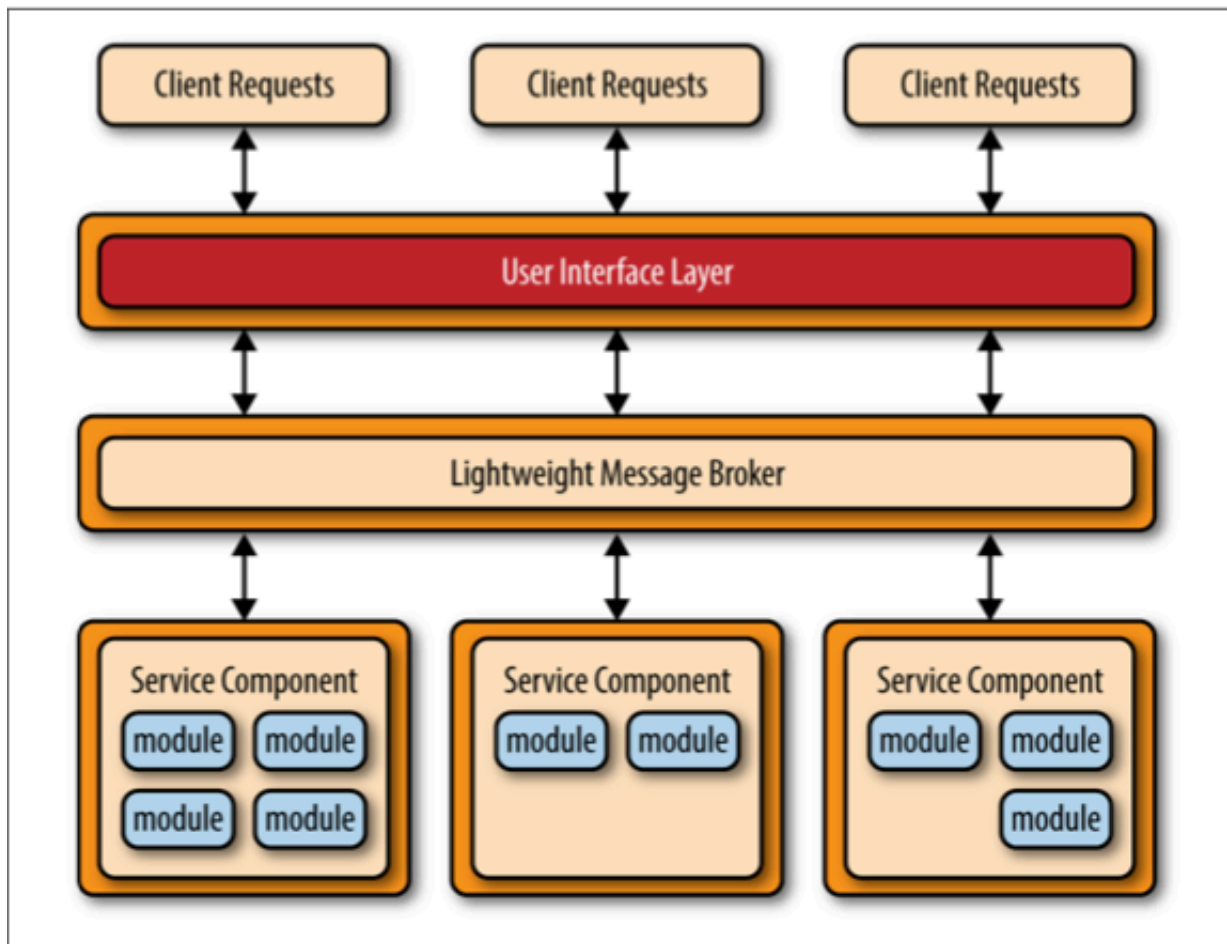 Client Requests
Client Requests
Client Requests
User Interface Layer
Lightweight Message Broker
Service Component
module
module
module
module
Service Component
module
module
Service Component
module
module
module